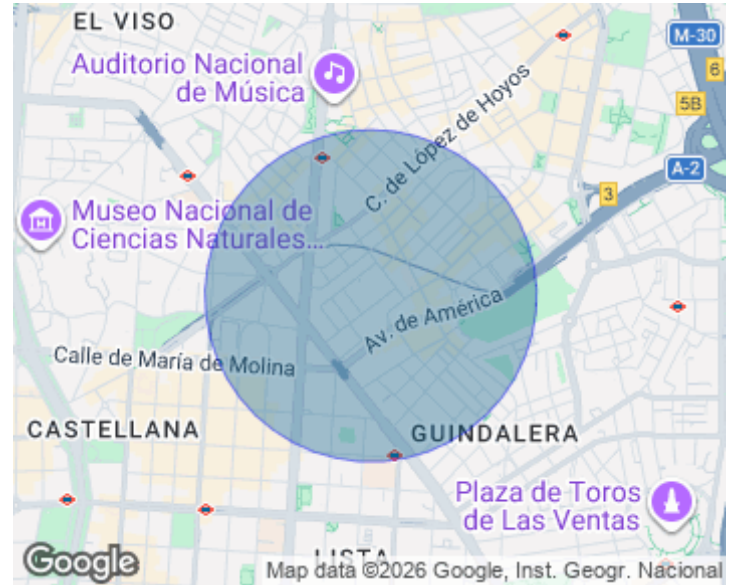 EL VISO
Auditorio Nacional
de Música
M-30
6
5B
C. de López de Hoyos
A-2
3
Museo Nacional de
Ciencias Naturales...
Av. de América
Calle de María de Molina
CASTELLANA
GUINDALERA
Plaza de Toros
de Las Ventas
LISTA
Google
Map data ©2026 Google, Inst. Geogr. Nacional